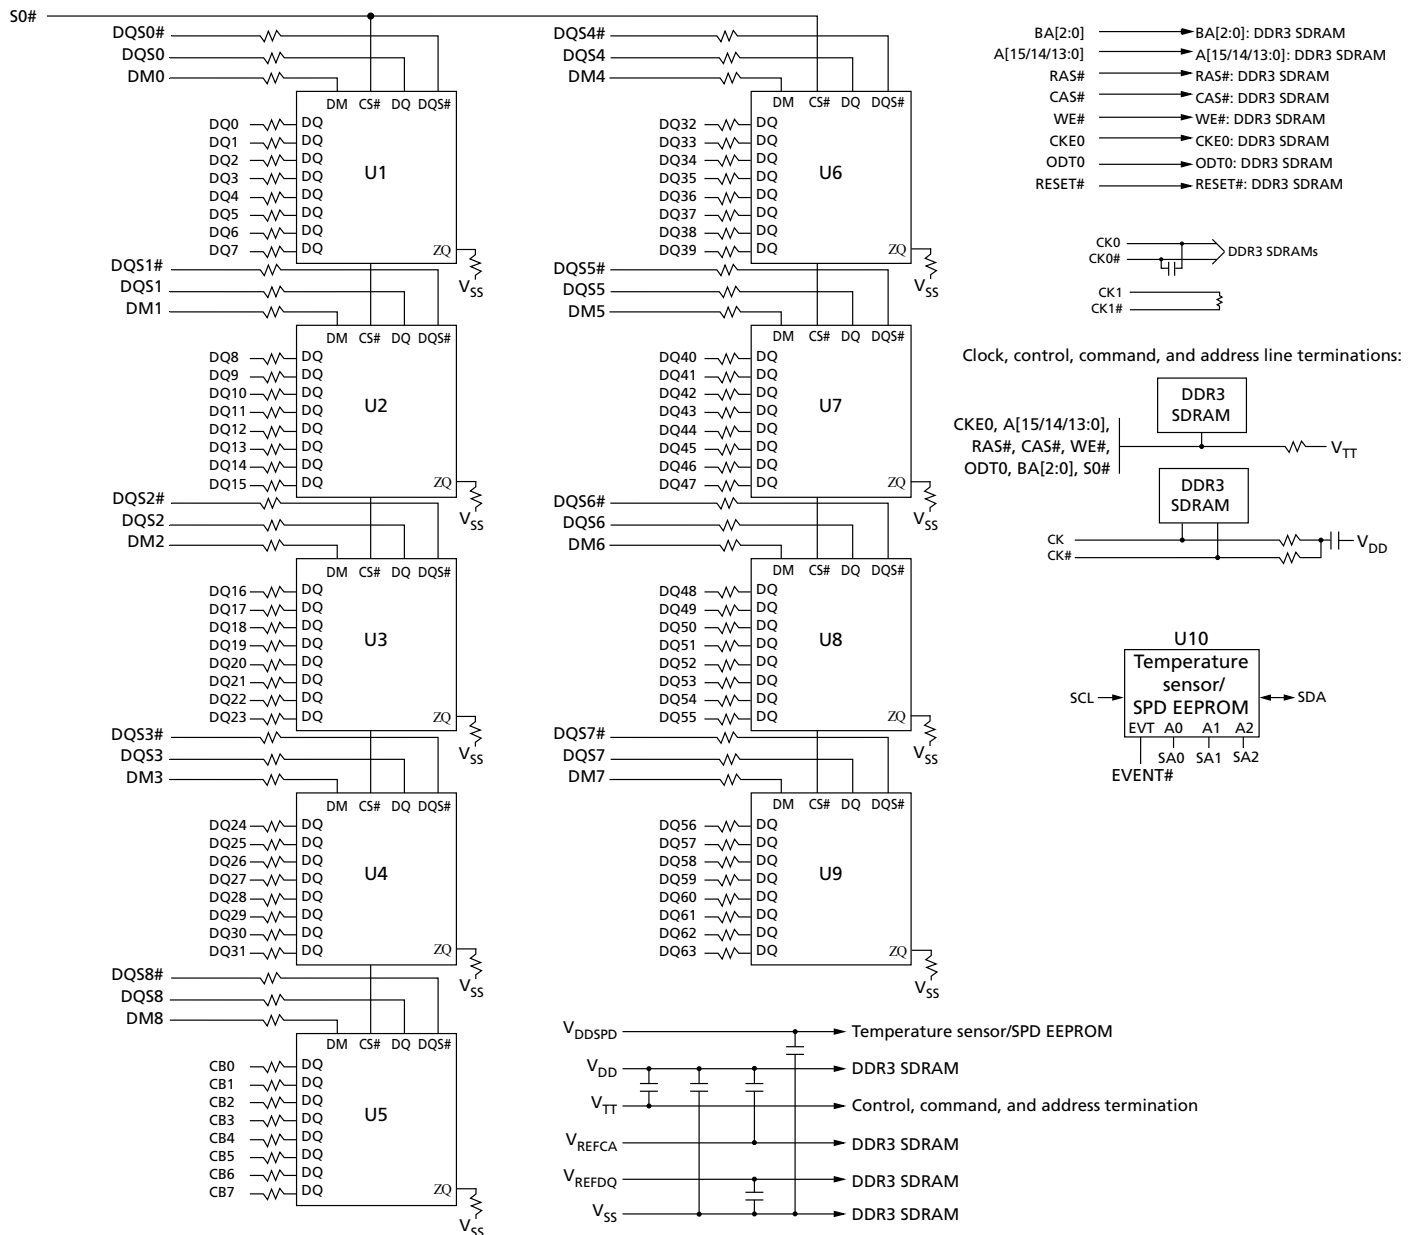 S0#
DQS0#
DQS0
DM0
DM CS# DQ DQS#
DQ0 DQ
DQ1 DQ
DQ2 DQ
DQ3 DQ
DQ4 DQ
DQ5 DQ
DQ6 DQ
DQ7 DQ
U1
ZQ
VSS
DQS1#
DQS1
DM1
DM CS# DQ DQS#
DQ8 DQ
DQ9 DQ
DQ10 DQ
DQ11 DQ
DQ12 DQ
DQ13 DQ
DQ14 DQ
DQ15 DQ
U2
ZQ
VSS
DQS2#
DQS2
DM2
DM CS# DQ DQS#
DQ16 DQ
DQ17 DQ
DQ18 DQ
DQ19 DQ
DQ20 DQ
DQ21 DQ
DQ22 DQ
DQ23 DQ
U3
ZQ
VSS
DQS3#
DQS3
DM3
DM CS# DQ DQS#
DQ24 DQ
DQ25 DQ
DQ26 DQ
DQ27 DQ
DQ28 DQ
DQ29 DQ
DQ30 DQ
DQ31 DQ
U4
ZQ
VSS
DQS8#
DQS8
DM8
DM CS# DQ DQS#
CB0 DQ
CB1 DQ
CB2 DQ
CB3 DQ
CB4 DQ
CB5 DQ
CB6 DQ
CB7 DQ
U5
ZQ
VSS
DQS4#
DQS4
DM4
DM CS# DQ DQS#
DQ32 DQ
DQ33 DQ
DQ34 DQ
DQ35 DQ
DQ36 DQ
DQ37 DQ
DQ38 DQ
DQ39 DQ
U6
ZQ
VSS
DQS5#
DQS5
DM5
DM CS# DQ DQS#
DQ40 DQ
DQ41 DQ
DQ42 DQ
DQ43 DQ
DQ44 DQ
DQ45 DQ
DQ46 DQ
DQ47 DQ
U7
ZQ
VSS
DQS6#
DQS6
DM6
DM CS# DQ DQS#
DQ48 DQ
DQ49 DQ
DQ50 DQ
DQ51 DQ
DQ52 DQ
DQ53 DQ
DQ54 DQ
DQ55 DQ
U8
ZQ
VSS
DQS7#
DQS7
DM7
DM CS# DQ DQS#
DQ56 DQ
DQ57 DQ
DQ58 DQ
DQ59 DQ
DQ60 DQ
DQ61 DQ
DQ62 DQ
DQ63 DQ
U9
ZQ
VSS
BA[2:0] BA[2:0]: DDR3 SDRAM
A[15/14/13:0] A[15/14/13:0]: DDR3 SDRAM
RAS# RAS#: DDR3 SDRAM
CAS# CAS#: DDR3 SDRAM
WE# WE#: DDR3 SDRAM
CKE0 CKE0: DDR3 SDRAM
ODT0 ODT0: DDR3 SDRAM
RESET# RESET#: DDR3 SDRAM
CK0
CK0#
DDR3 SDRAMs
CK1
CK1#
Clock, control, command, and address line terminations:
DDR3
SDRAM
CKE0, A[15/14/13:0],
RAS#, CAS#, WE#,
ODT0, BA[2:0], S0#
VTT
DDR3
SDRAM
CK
CK#
VDD
U10
Temperature
sensor/
SPD EEPROM
SCL
SDA
EVT A0 A1 A2
SA0 SA1 SA2
EVENT#
VDDSPD Temperature sensor/SPD EEPROM
VDD DDR3 SDRAM
VTT Control, command, and address termination
VREFCA DDR3 SDRAM
VREFDQ DDR3 SDRAM
VSS DDR3 SDRAM